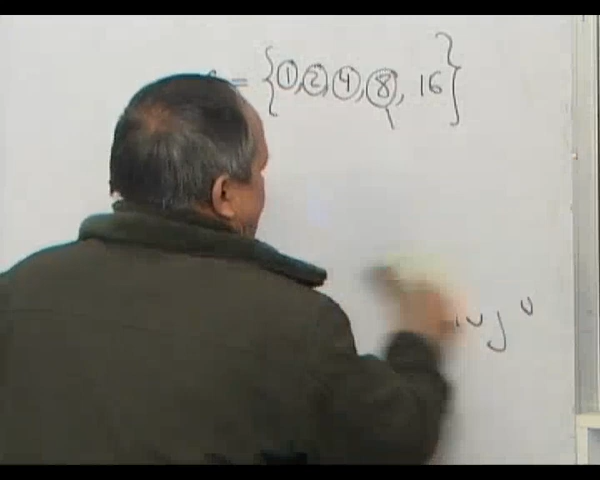 = {1, 2, 4, 8, 16}